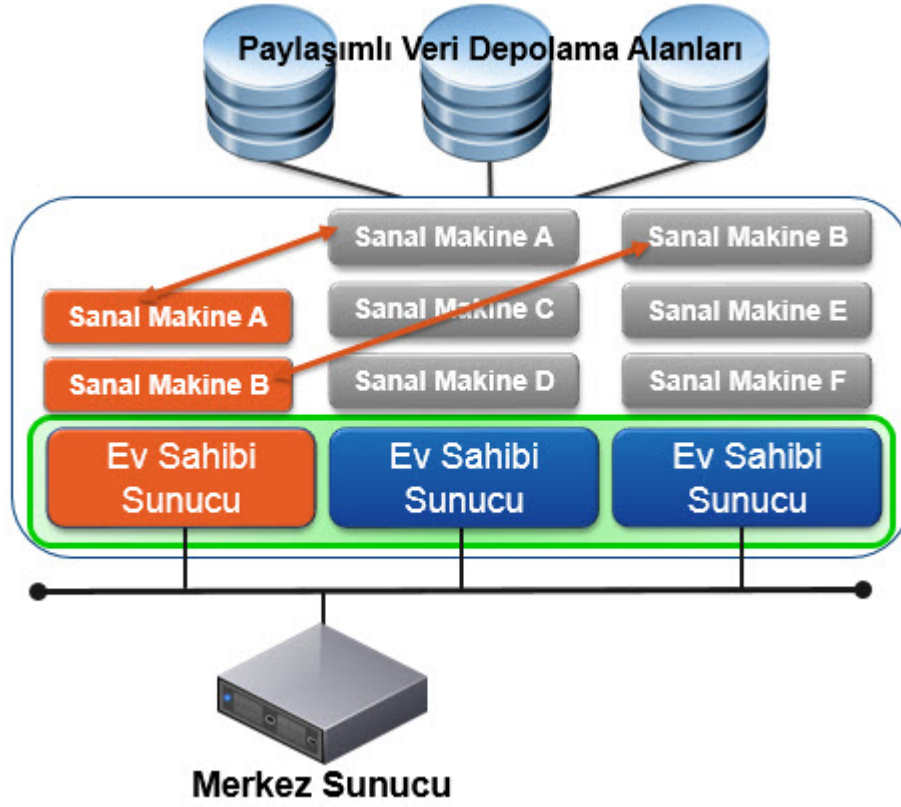 Paylaşımlı Veri Depolama Alanları
Sanal Makine A
Sanal Makine B
Sanal Makine A
Sanal Makine C
Sanal Makine E
Sanal Makine B
Sanal Makine D
Sanal Makine F
Ev Sahibi
Sunucu
Ev Sahibi
Sunucu
Ev Sahibi
Sunucu
Merkez Sunucu